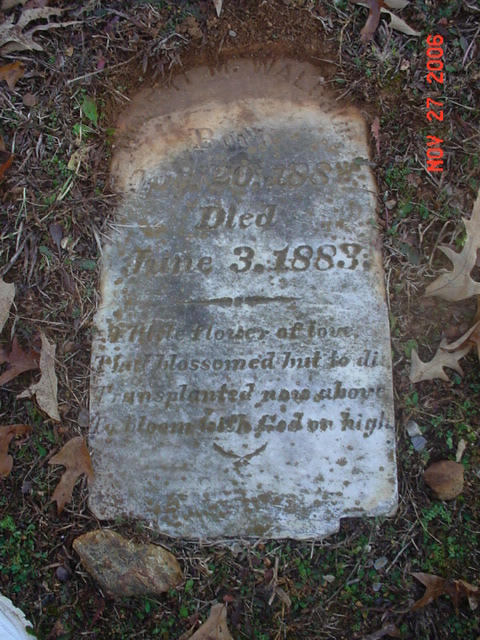 Born
20, 1882
Died
June 3, 1883.
A little flower of love,
That blossomed but to die
Transplanted now above
To bloom with God on high
NOV 27 2006